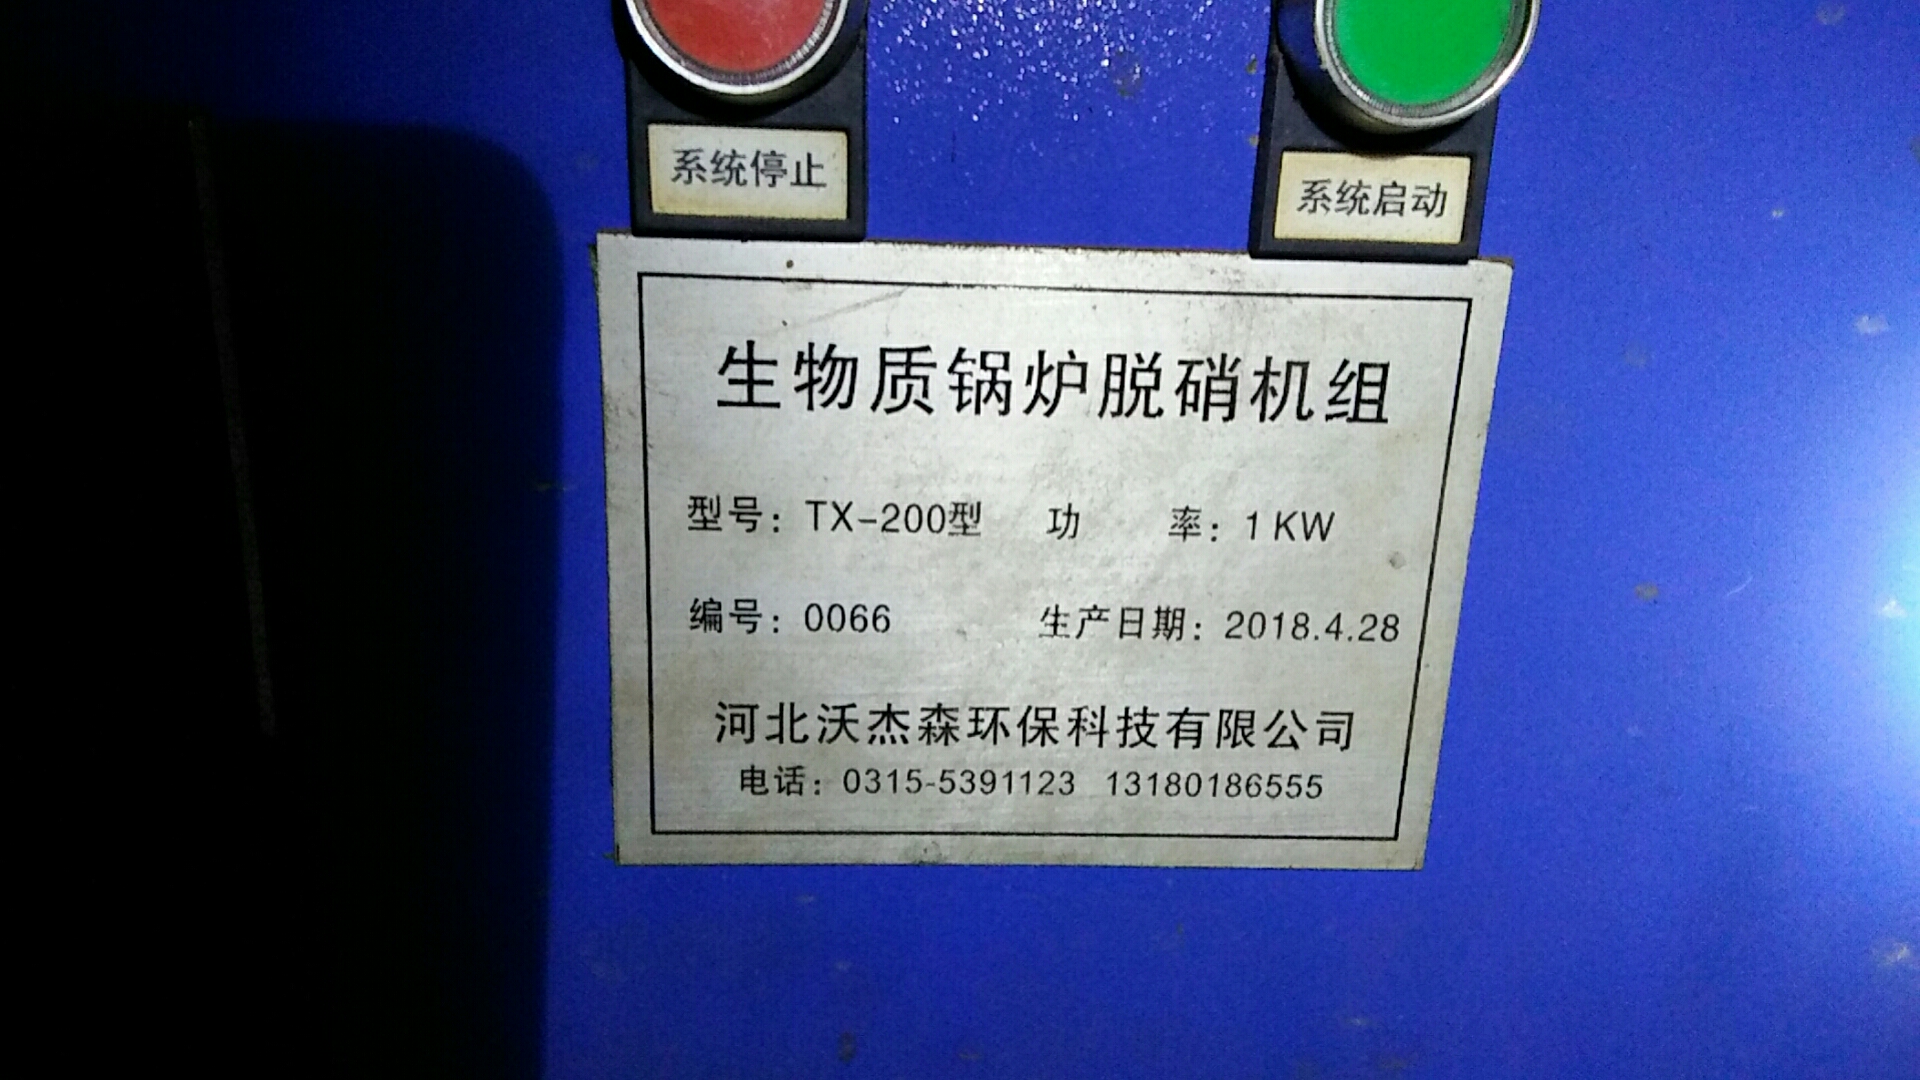 系统停止
系统启动
生物质锅炉脱硝机组
型号：TX-200型 功 率：1 KW
编号：0066 生产日期：2018.4.28
河北沃杰森环保科技有限公司
电话：0315-5391123 13180186555